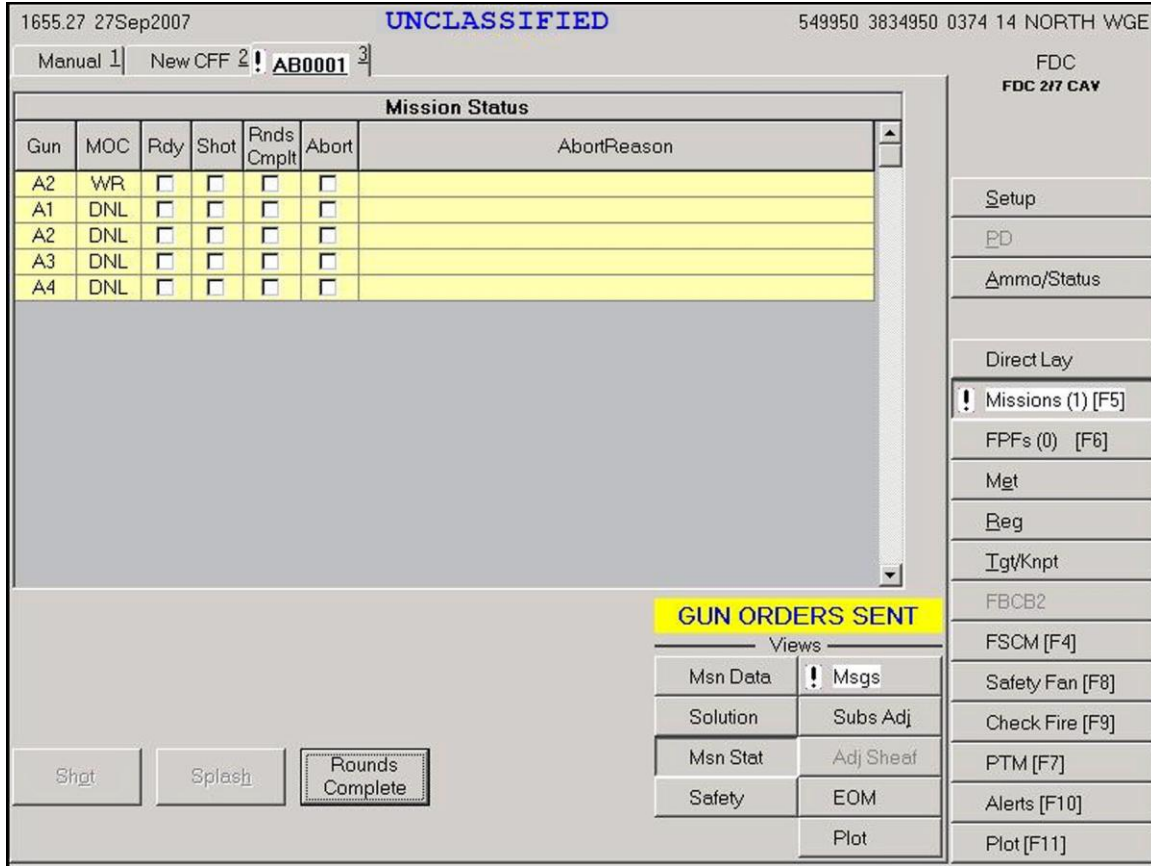 1655.27 27Sep2007 UNCLASSIFIED 549950 3834950 0374 14 NORTH WGE
Manual 1 New CFF 2 ! AB0001 3
FDC
FDC 2/7 CAV
Mission Status
Gun MOC Rdy Shot Rnds Cmplt Abort AbortReason
A2 WR
A1 DNL
A2 DNL
A3 DNL
A4 DNL
GUN ORDERS SENT
Views
Msn Data ! Msgs
Solution Subs Adj
Msn Stat Adj Sheaf
Safety EOM
Plot
Shot Splash Rounds Complete
Setup
PD
Ammo/Status
Direct Lay
! Missions (1) [F5]
FPFs (0) [F6]
Met
Reg
Tgt/Knpt
FBCB2
FSCM [F4]
Safety Fan [F8]
Check Fire [F9]
PTM [F7]
Alerts [F10]
Plot [F11]